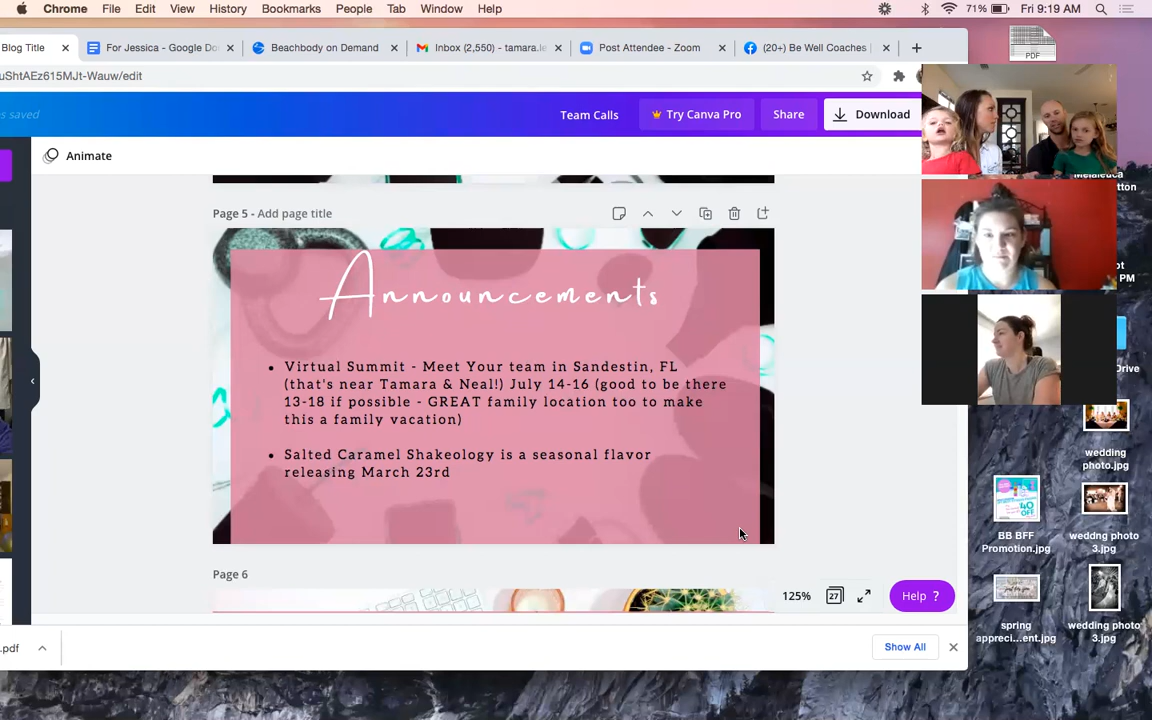 Chrome File Edit View History Bookmarks People Tab Window Help 71% Fri 9:19 AM
Blog Title For Jessica - Google Do Beachbody on Demand Inbox (2,550) - tamara.le Post Attendee - Zoom (20+) Be Well Coaches |
uShtAEz615MJt-Wauw/edit
PDF
s saved Team Calls Try Canva Pro Share Download
Animate
Page 5 - Add page title
Announcements
• Virtual Summit - Meet Your team in Sandestin, FL
(that's near Tamara & Neal!) July 14-16 (good to be there
13-18 if possible - GREAT family location too to make
this a family vacation)
• Salted Caramel Shakeology is a seasonal flavor
releasing March 23rd
Page 6
125% 27 Help ?
.pdf Show All
tton
pt
PM
Drive
wedding
photo.jpg
BB BFF
Promotion.jpg
weddng photo
3.jpg
spring
appreci...ent.jpg
wedding photo
3.jpg